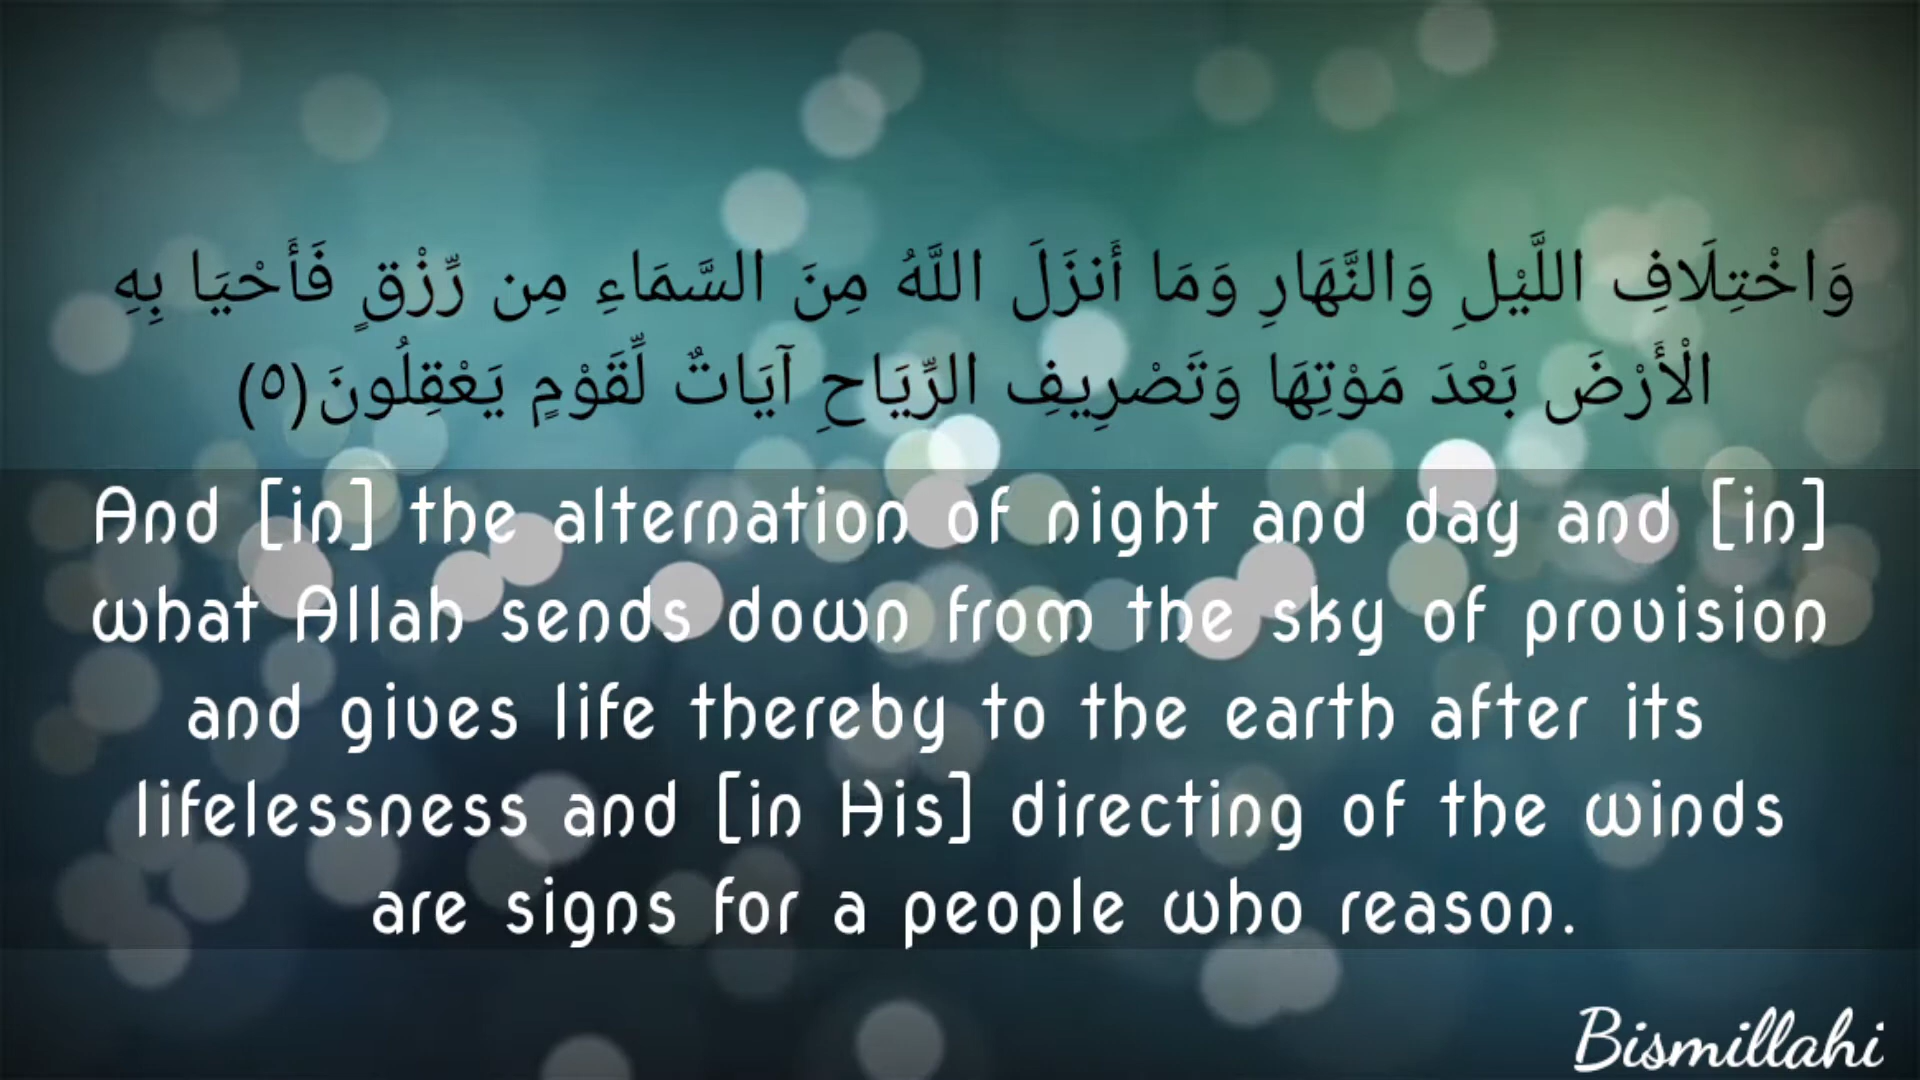 وَاخْتِلَافِ اللَّيْلِ وَالنَّهَارِ وَمَا أَنزَلَ اللَّهُ مِنَ السَّمَاءِ مِن رِّزْقٍ فَأَحْيَا بِهِ
الْأَرْضَ بَعْدَ مَوْتِهَا وَتَصْرِيفِ الرِّيَاحِ آيَاتٌ لِّقَوْمٍ يَعْقِلُونَ(٥)
And [in] the alternation of night and day and [in]
what Allah sends down from the sky of provision
and gives life thereby to the earth after its
lifelessness and [in His] directing of the winds
are signs for a people who reason.
Bismillahi